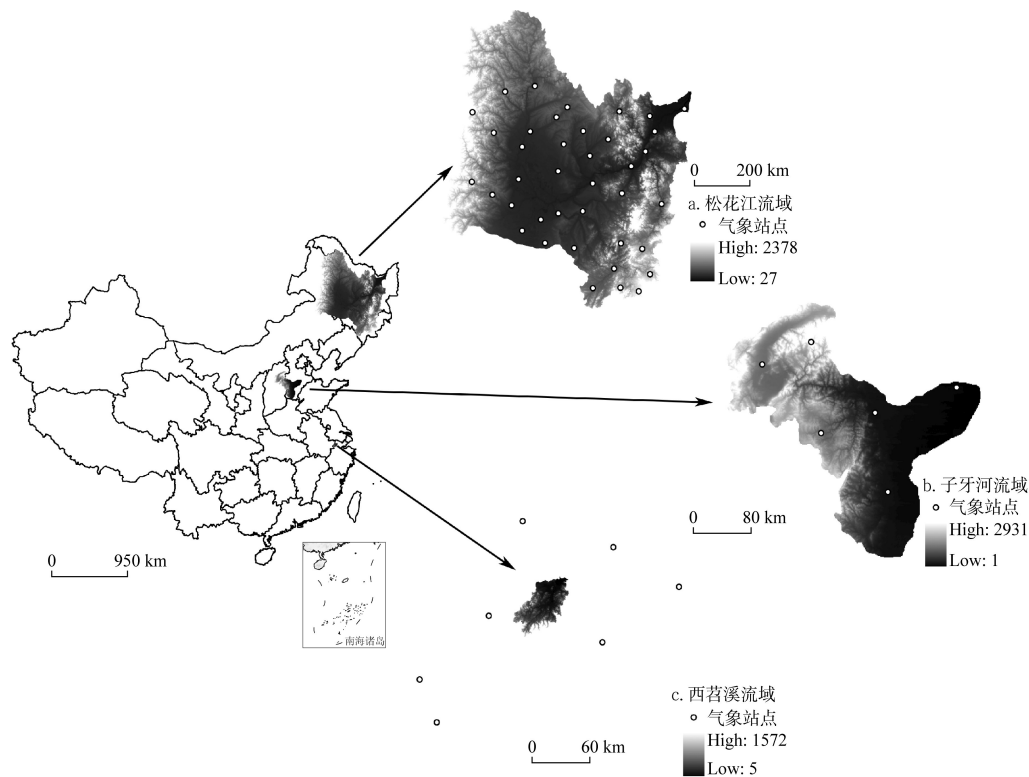 0 200 km
a. 松花江流域
气象站点
High: 2378
Low: 27
b. 子牙河流域
气象站点
High: 2931
Low: 1
0 80 km
0 950 km
南海诸岛
c. 西苕溪流域
气象站点
High: 1572
Low: 5
0 60 km